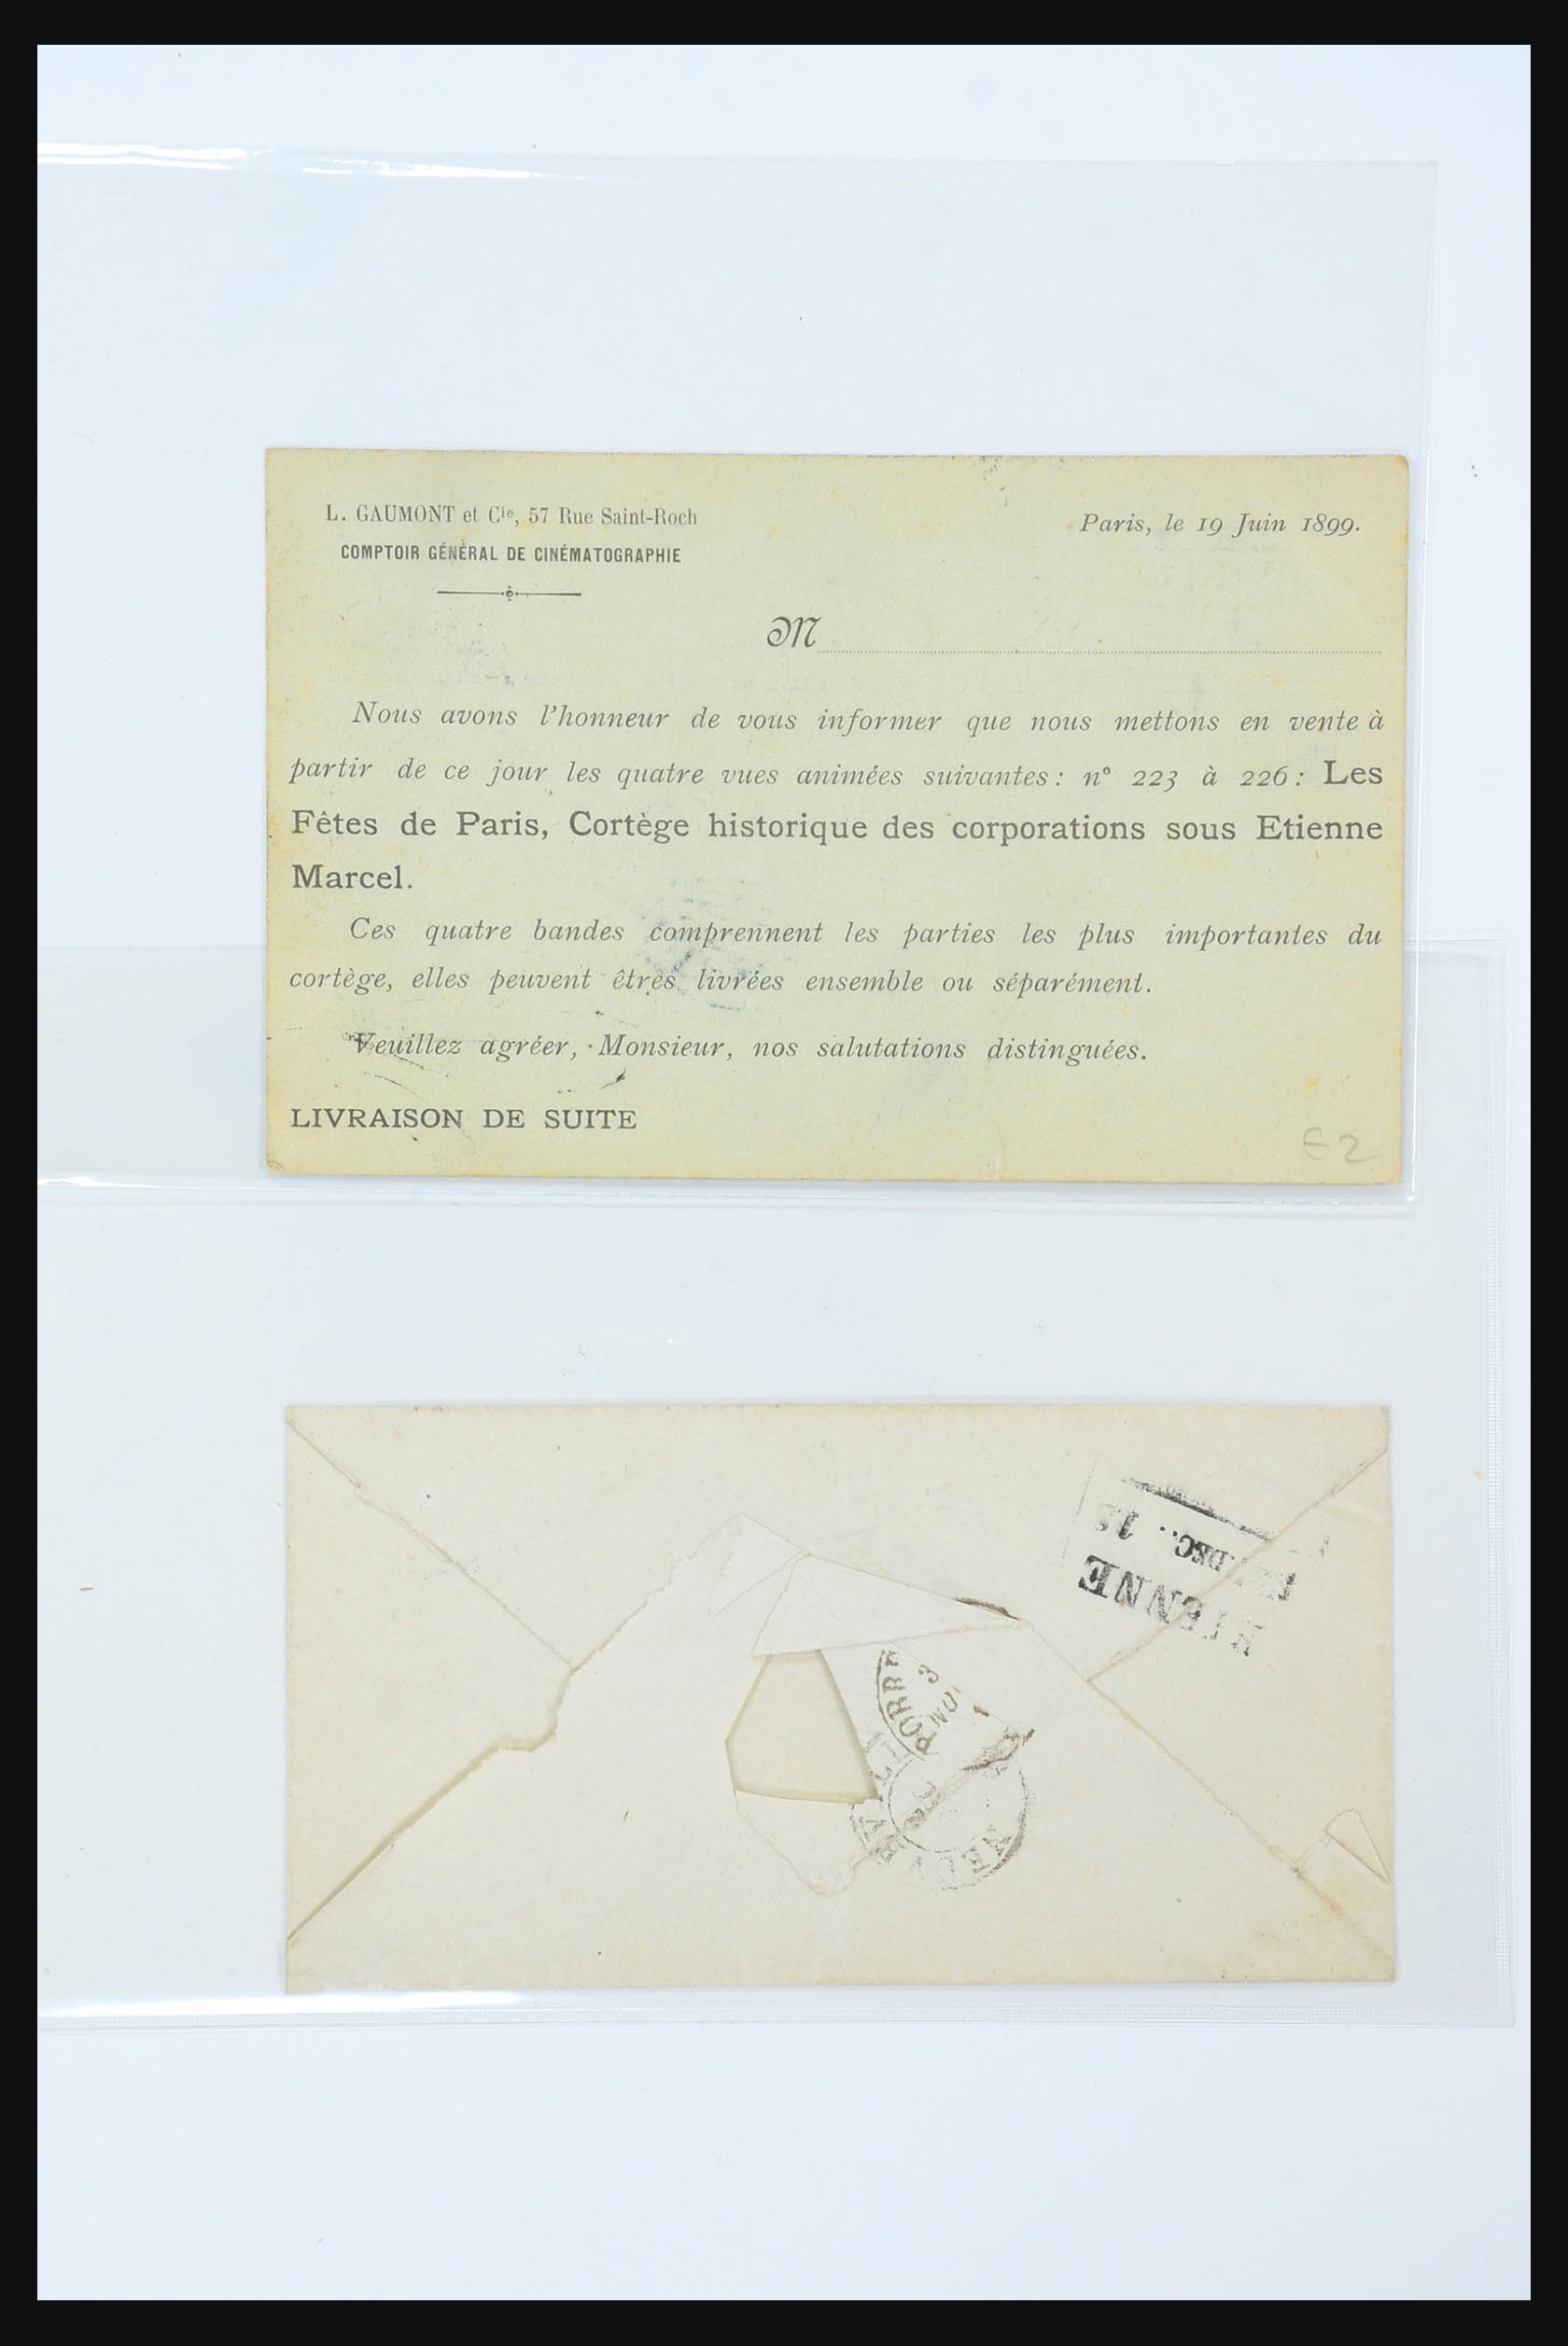 L. GAUMONT et Cie, 57 Rue Saint-Roch
COMPTOIR GÉNÉRAL DE CINÉMATOGRAPHIE
Paris, le 19 Juin 1899.
M
Nous avons l'honneur de vous informer que nous mettons en vente à
partir de ce jour les quatre vues animées suivantes: n° 223 à 226: Les
Fêtes de Paris, Cortège historique des corporations sous Etienne
Marcel.
Ces quatre bandes comprennent les parties les plus importantes du
cortège, elles peuvent êtres livrées ensemble ou séparément.
Veuillez agréer, Monsieur, nos salutations distinguées.
LIVRAISON DE SUITE
E2
DEC.